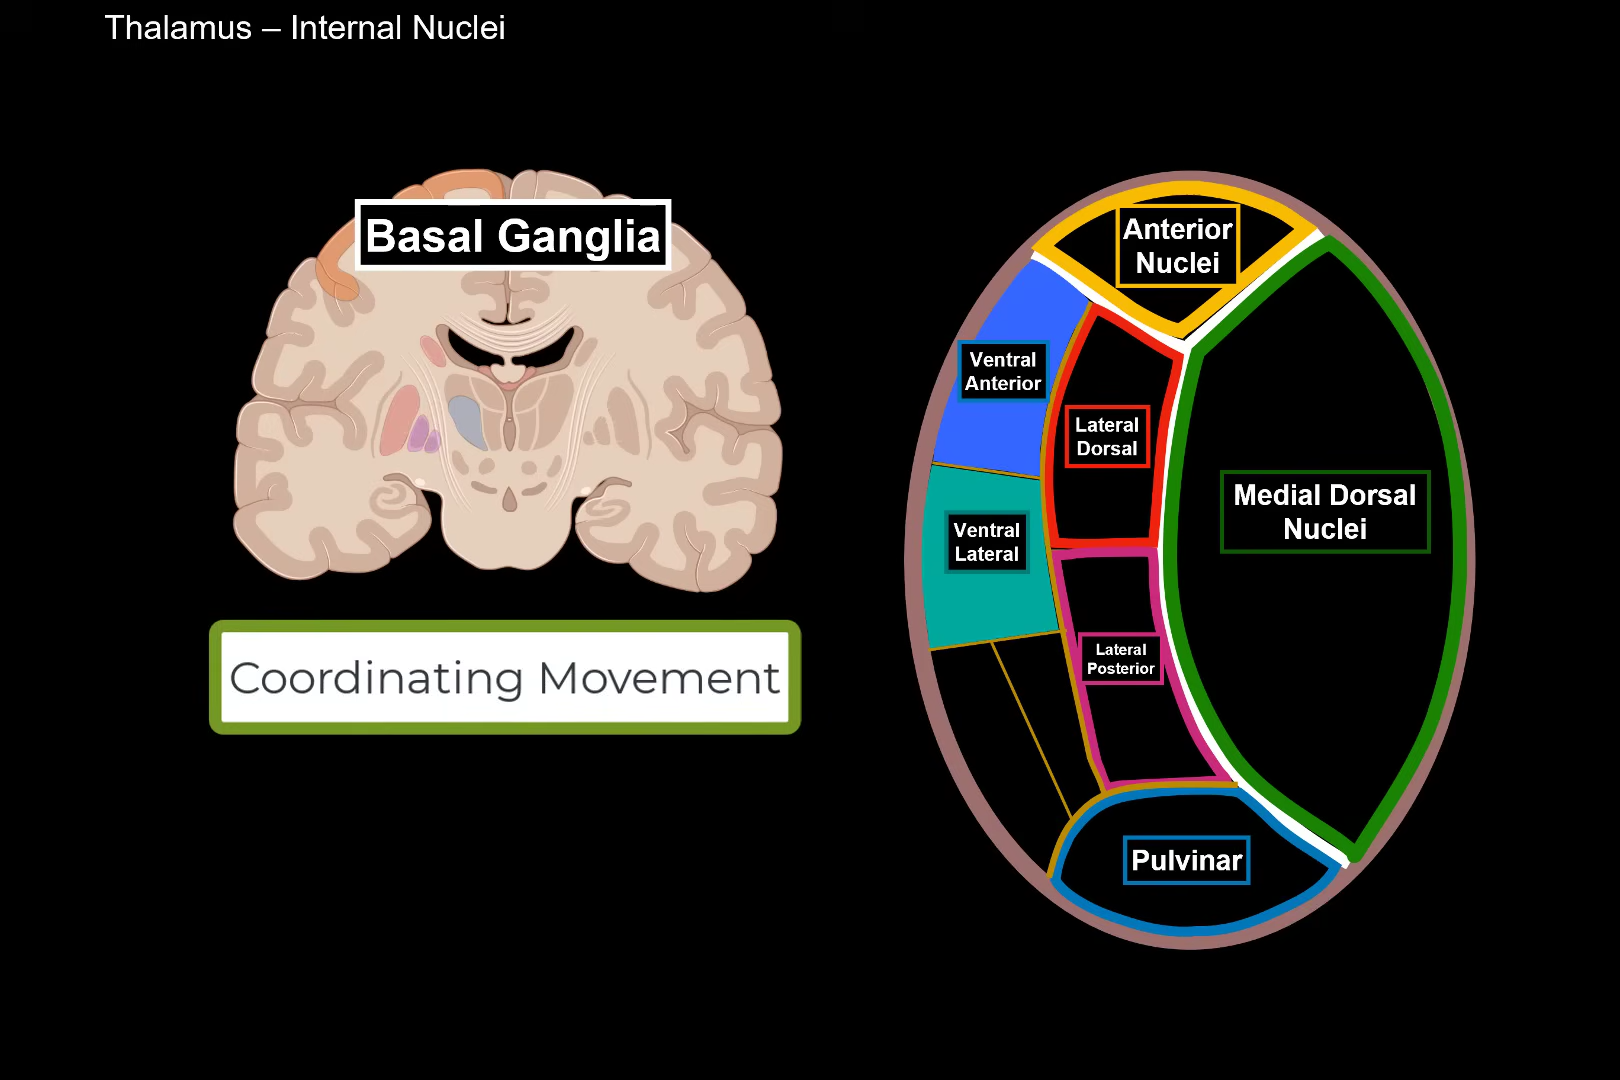 Thalamus – Internal Nuclei
Basal Ganglia
Coordinating Movement
Anterior
Nuclei
Ventral
Anterior
Lateral
Dorsal
Medial Dorsal
Nuclei
Ventral
Lateral
Lateral
Posterior
Pulvinar